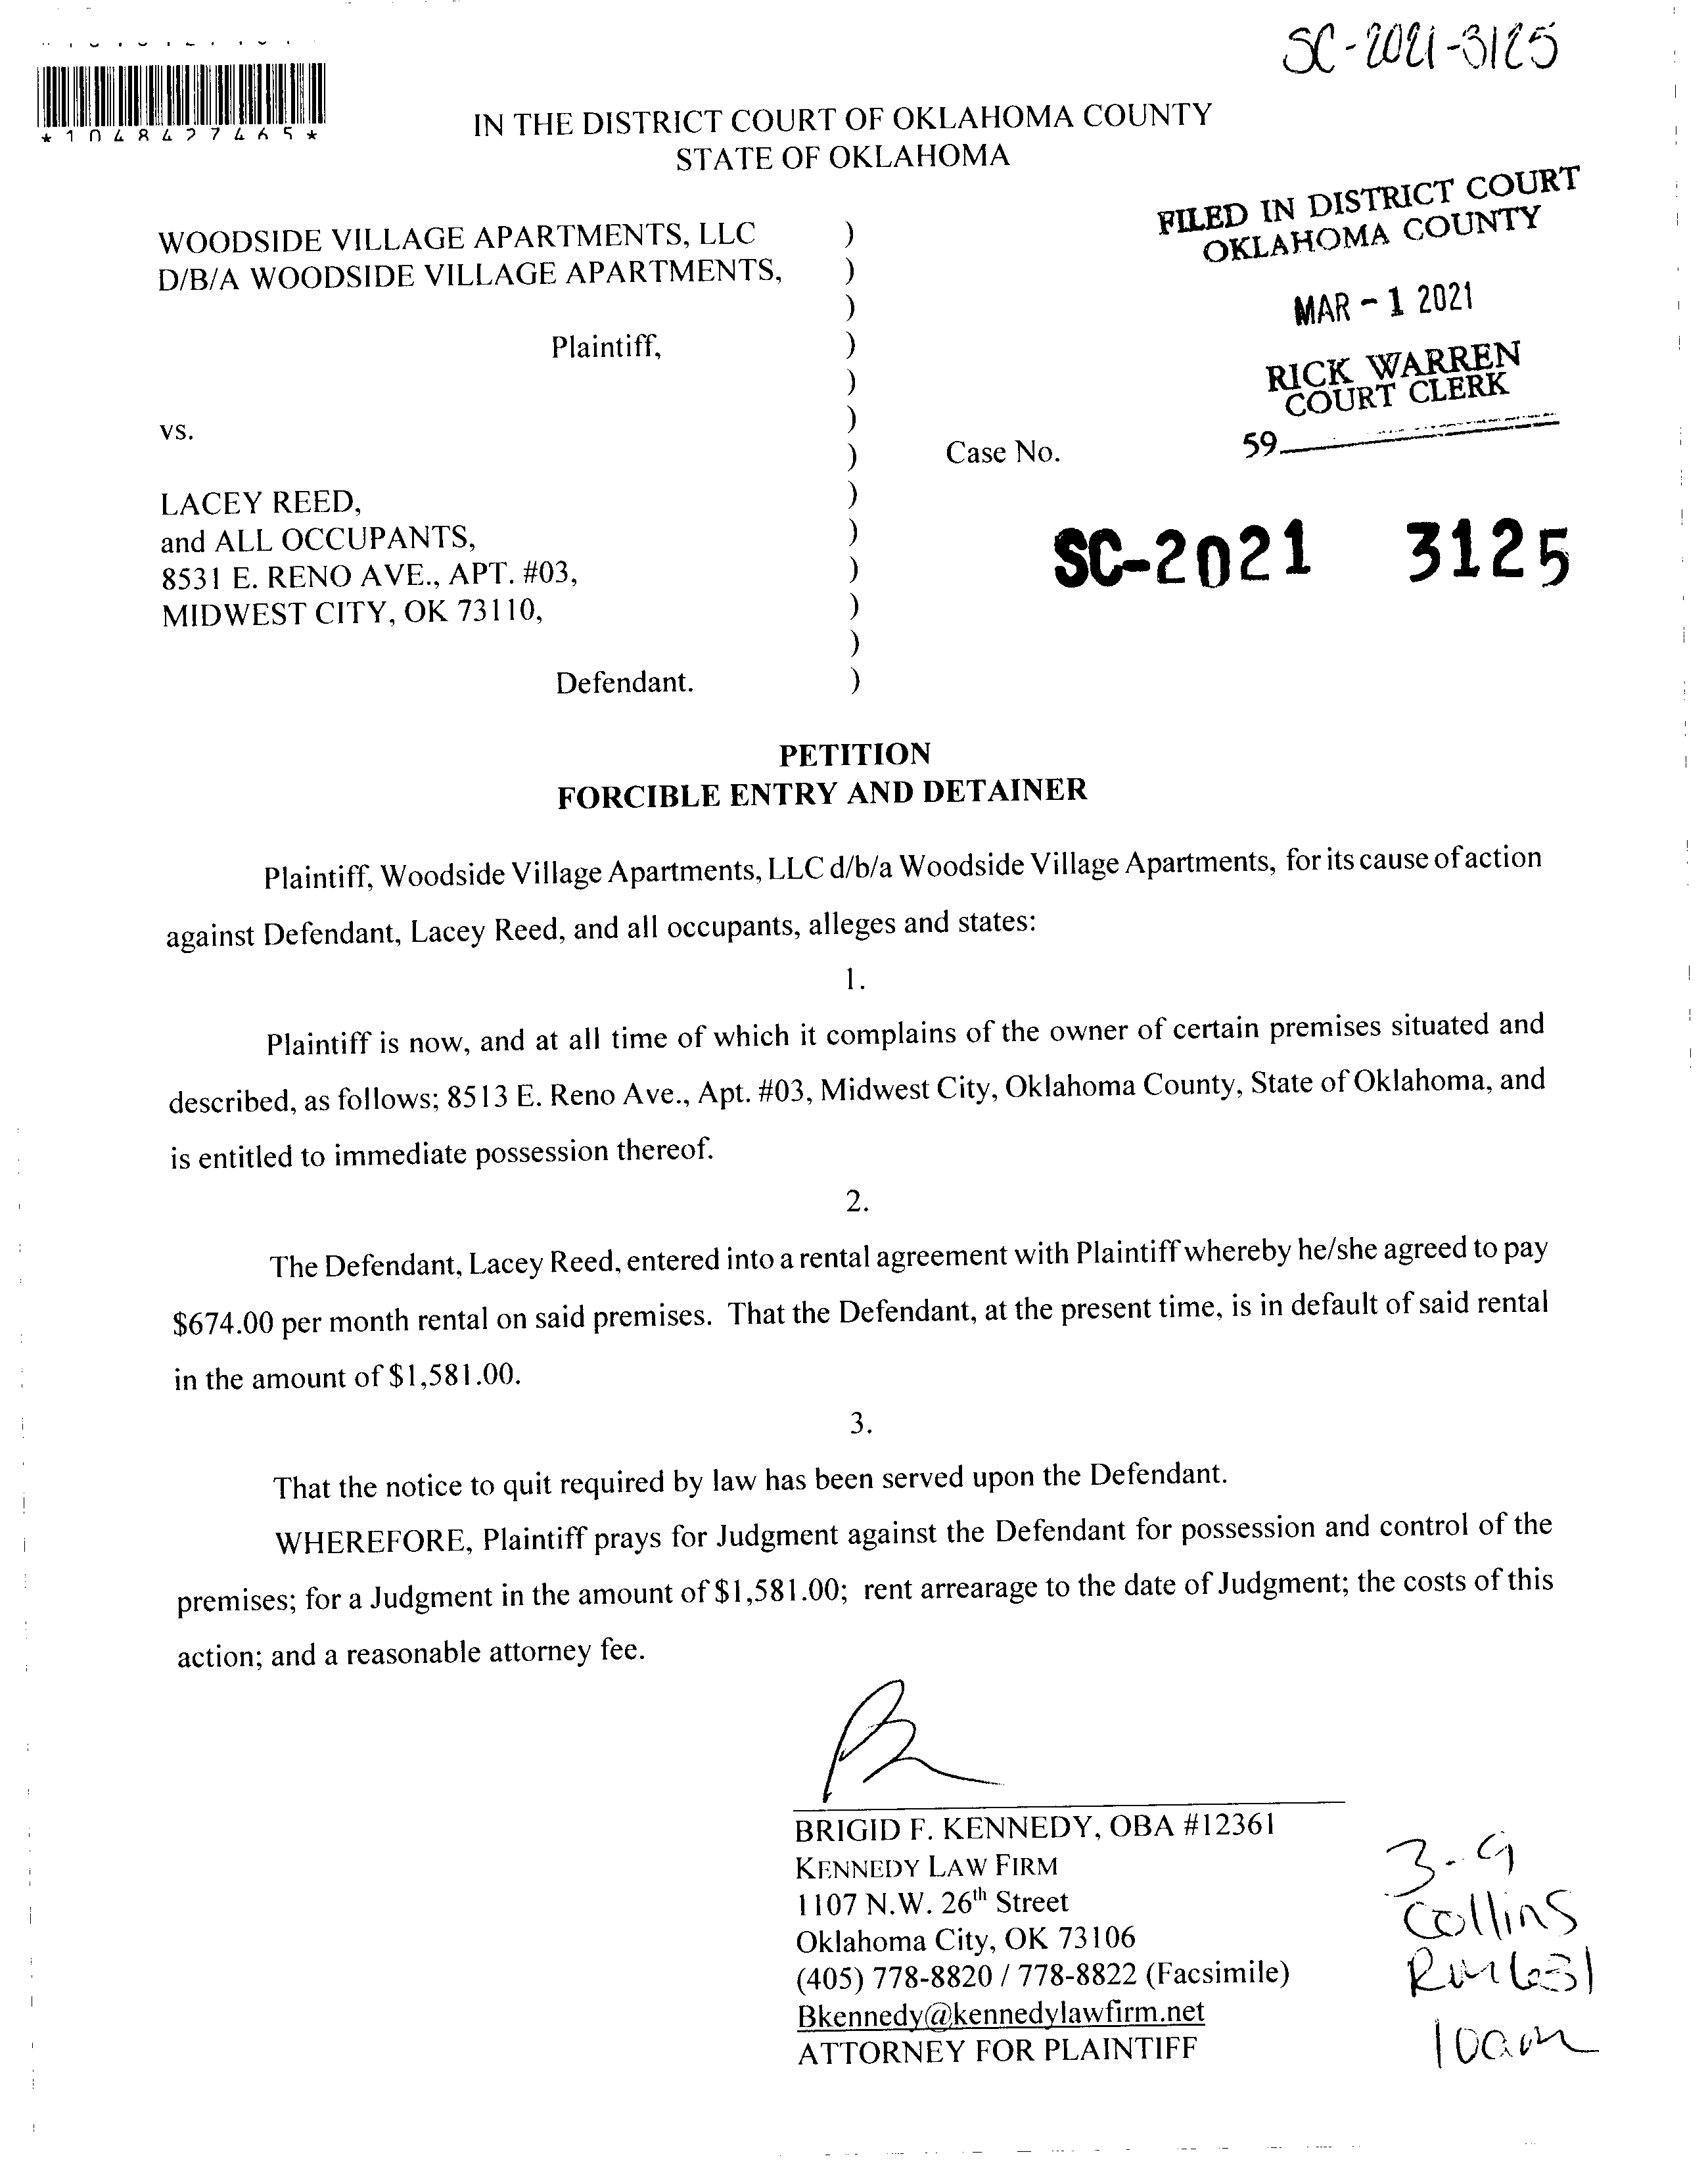 SC-2021-3125
*1048427465*
IN THE DISTRICT COURT OF OKLAHOMA COUNTY
STATE OF OKLAHOMA
FILED IN DISTRICT COURT
OKLAHOMA COUNTY
MAR - 1 2021
RICK WARREN
COURT CLERK
59
WOODSIDE VILLAGE APARTMENTS, LLC )
D/B/A WOODSIDE VILLAGE APARTMENTS, )
)
Plaintiff, )
)
vs. )
) Case No.
LACEY REED, )
and ALL OCCUPANTS, ) SC-2021 3125
8531 E. RENO AVE., APT. #03, )
MIDWEST CITY, OK 73110, )
)
Defendant. )
PETITION
FORCIBLE ENTRY AND DETAINER
Plaintiff, Woodside Village Apartments, LLC d/b/a Woodside Village Apartments, for its cause of action
against Defendant, Lacey Reed, and all occupants, alleges and states:
1.
Plaintiff is now, and at all time of which it complains of the owner of certain premises situated and
described, as follows; 8513 E. Reno Ave., Apt. #03, Midwest City, Oklahoma County, State of Oklahoma, and
is entitled to immediate possession thereof.
2.
The Defendant, Lacey Reed, entered into a rental agreement with Plaintiff whereby he/she agreed to pay
$674.00 per month rental on said premises. That the Defendant, at the present time, is in default of said rental
in the amount of $1,581.00.
3.
That the notice to quit required by law has been served upon the Defendant.
WHEREFORE, Plaintiff prays for Judgment against the Defendant for possession and control of the
premises; for a Judgment in the amount of $1,581.00; rent arrearage to the date of Judgment; the costs of this
action; and a reasonable attorney fee.
BRIGID F. KENNEDY, OBA #12361
KENNEDY LAW FIRM
1107 N.W. 26th Street
Oklahoma City, OK 73106
(405) 778-8820 / 778-8822 (Facsimile)
Bkennedy@kennedylawfirm.net
ATTORNEY FOR PLAINTIFF
3-9
Collins
Rm 631
10am